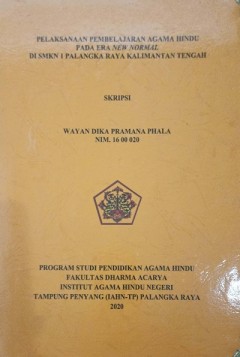 PELAKSANAAN PEMBELAJARAN AGAMA HINDU
PADA ERA NEW NORMAL
DI SMKN 1 PALANGKA RAYA KALIMANTAN TENGAH
SKRIPSI
WAYAN DIKA PRAMANA PHALA
NIM. 16 00 020
PROGRAM STUDI PENDIDIKAN AGAMA HINDU
FAKULTAS DHARMA ACARYA
INSTITUT AGAMA HINDU NEGERI
TAMPUNG PENYANG (IAHN-TP) PALANGKA RAYA
2020